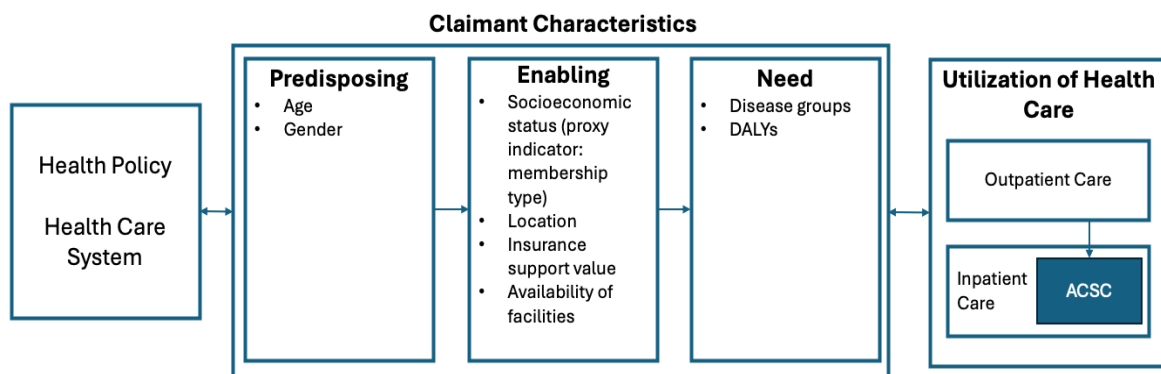 Claimant Characteristics
Health Policy
Health Care
System
Predisposing
• Age
• Gender
Enabling
• Socioeconomic
status (proxy
indicator:
membership
type)
• Location
• Insurance
support value
• Availability of
facilities
Need
• Disease groups
• DALYs
Utilization of Health
Care
Outpatient Care
Inpatient
Care
ACSC